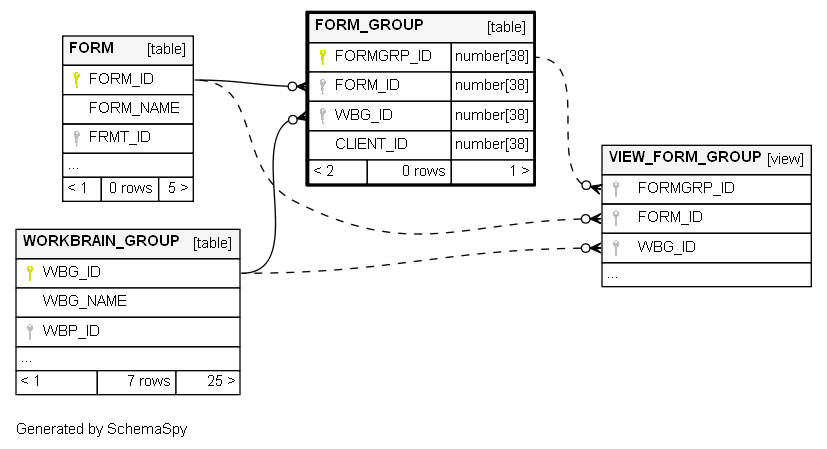 FORM [table]
FORM_ID
FORM_NAME
FRMT_ID
...
< 1 0 rows 5 >
FORM_GROUP [table]
FORMGRP_ID number[38]
FORM_ID number[38]
WBG_ID number[38]
CLIENT_ID number[38]
< 2 0 rows 1 >
VIEW_FORM_GROUP [view]
FORMGRP_ID
FORM_ID
WBG_ID
...
WORKBRAIN_GROUP [table]
WBG_ID
WBG_NAME
WBP_ID
...
< 1 7 rows 25 >
Generated by SchemaSpy